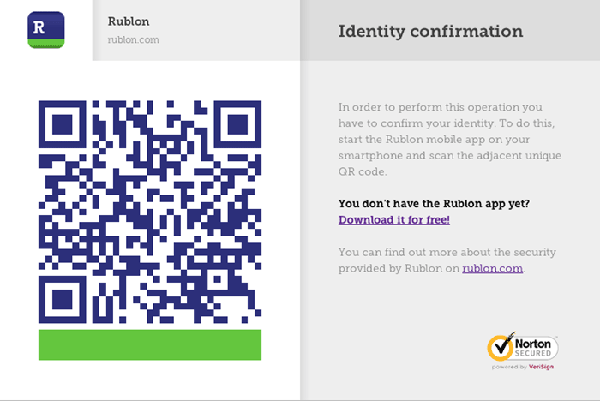 R
Rublon
rublon.com
Identity confirmation
In order to perform this operation you
have to confirm your identity. To do this,
start the Rublon mobile app on your
smartphone and scan the adjacent unique
QR code.
You don't have the Rublon app yet?
Download it for free!
You can find out more about the security
provided by Rublon on rublon.com.
Norton
SECURED
powered by VeriSign